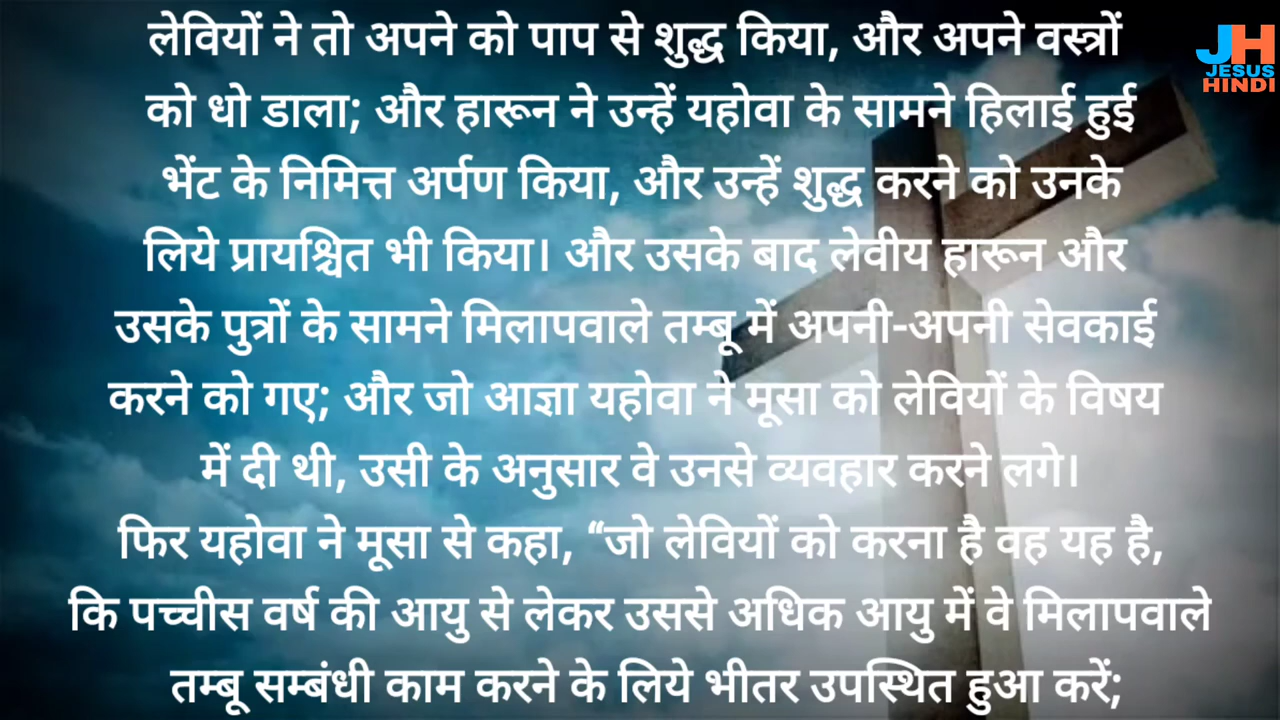 लेवियों ने तो अपने को पाप से शुद्ध किया, और अपने वस्त्रों
को धो डाला; और हारून ने उन्हें यहोवा के सामने हिलाई हुई
भेंट के निमित्त अर्पण किया, और उन्हें शुद्ध करने को उनके
लिये प्रायश्चित भी किया। और उसके बाद लेवीय हारून और
उसके पुत्रों के सामने मिलापवाले तम्बू में अपनी-अपनी सेवकाई
करने को गए; और जो आज्ञा यहोवा ने मूसा को लेवियों के विषय
में दी थी, उसी के अनुसार वे उनसे व्यवहार करने लगे।
फिर यहोवा ने मूसा से कहा, “जो लेवियों को करना है वह यह है,
कि पच्चीस वर्ष की आयु से लेकर उससे अधिक आयु में वे मिलापवाले
तम्बू सम्बंधी काम करने के लिये भीतर उपस्थित हुआ करें;
JH
JESUS
HINDI